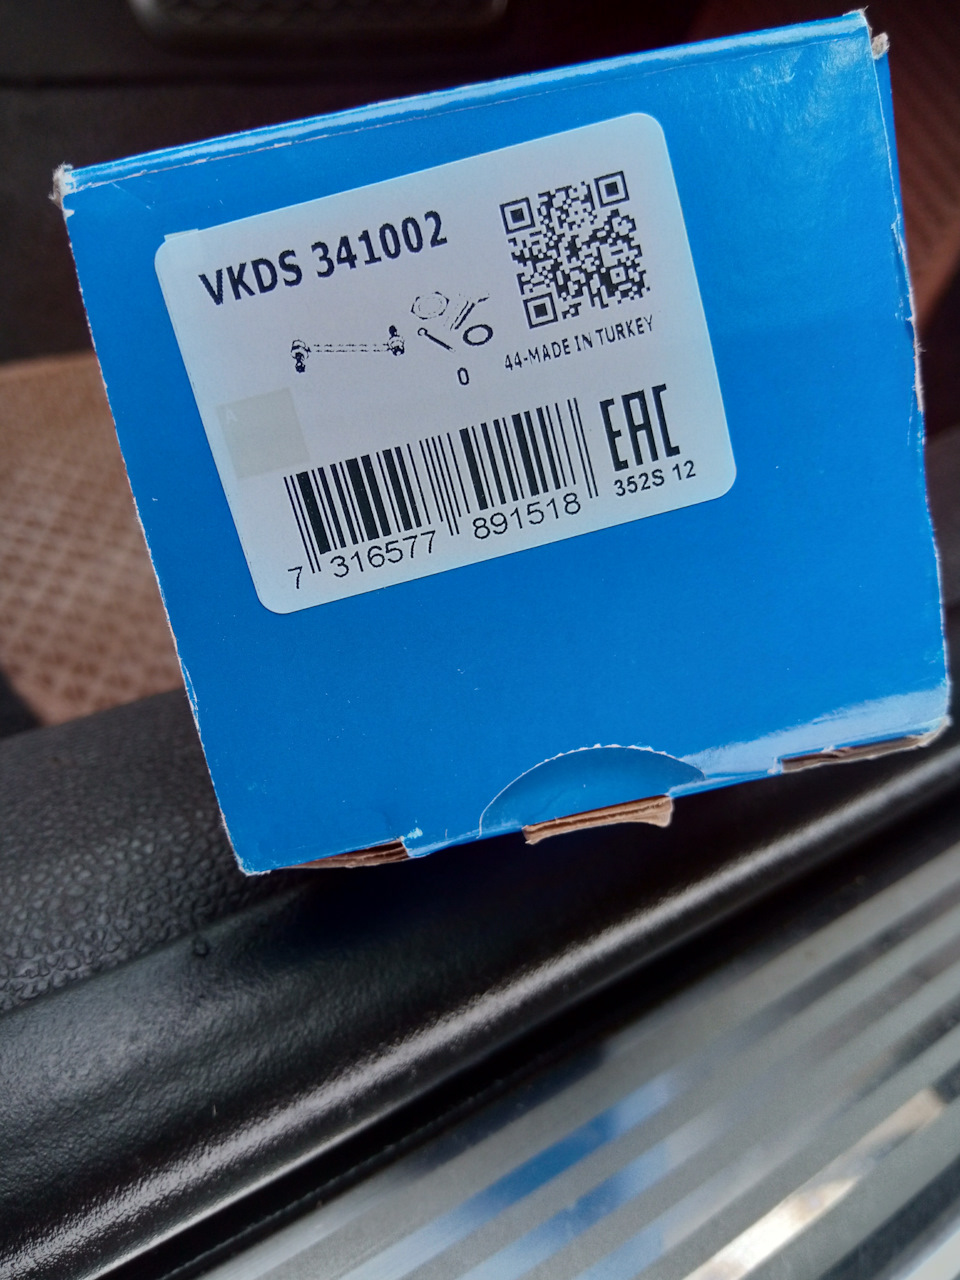 VKDS 341002
0
44-MADE IN TURKEY
EAC
352S 12
7 316577 891518